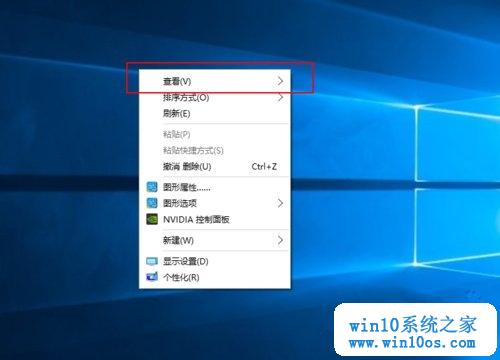 查看(V)
排序方式(O)
刷新(E)
粘贴(P)
粘贴快捷方式(S)
撤消 删除(U) Ctrl+Z
图形属性......
图形选项
NVIDIA 控制面板
新建(W)
显示设置(D)
个性化(R)
win10系统之家
www.win10os.com